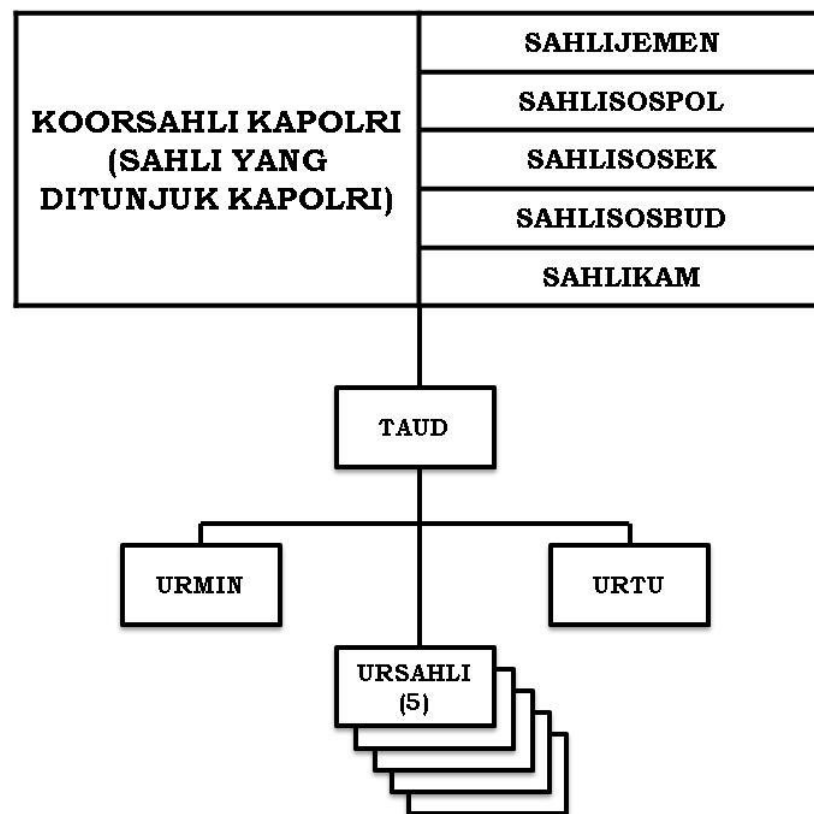 KOORSAHLI KAPOLRI
(SAHLI YANG
DITUNJUK KAPOLRI)
SAHLIJEMEN
SAHLISOSPOL
SAHLISOSEK
SAHLISOSBUD
SAHLIKAM
TAUD
URMIN
URTU
URSAHLI
(5)